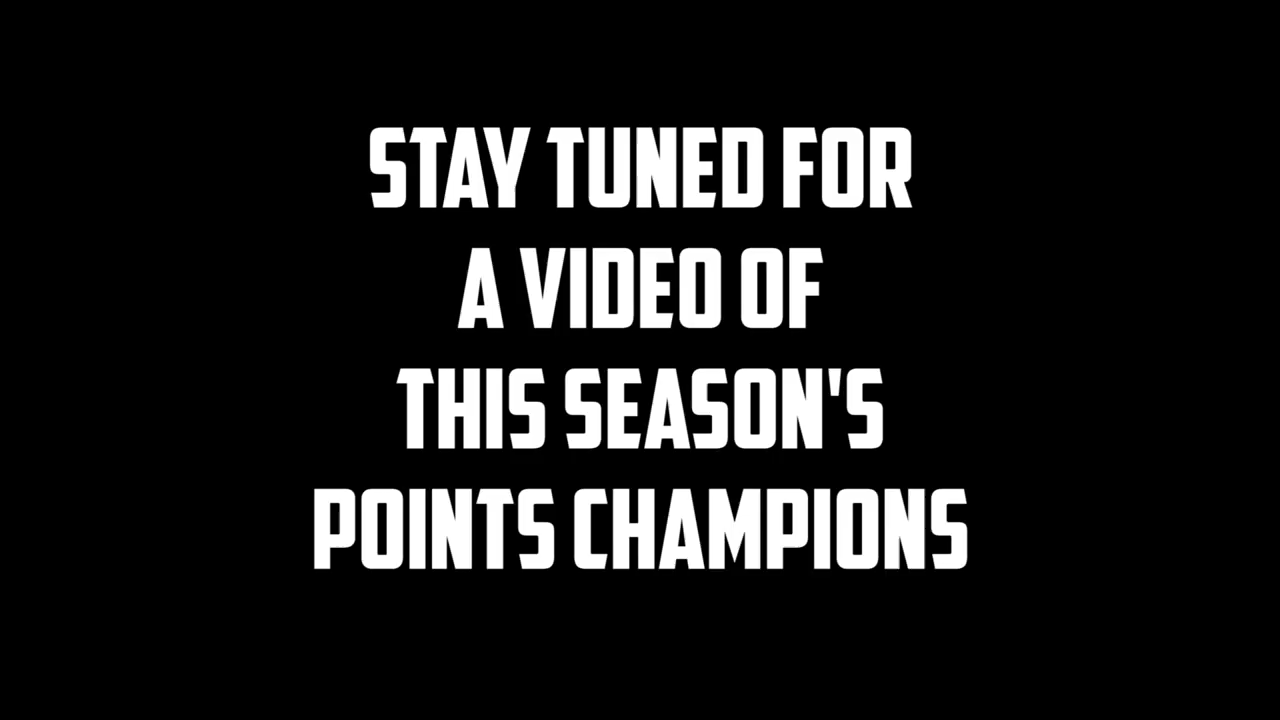 STAY TUNED FOR
A VIDEO OF
THIS SEASON'S
POINTS CHAMPIONS